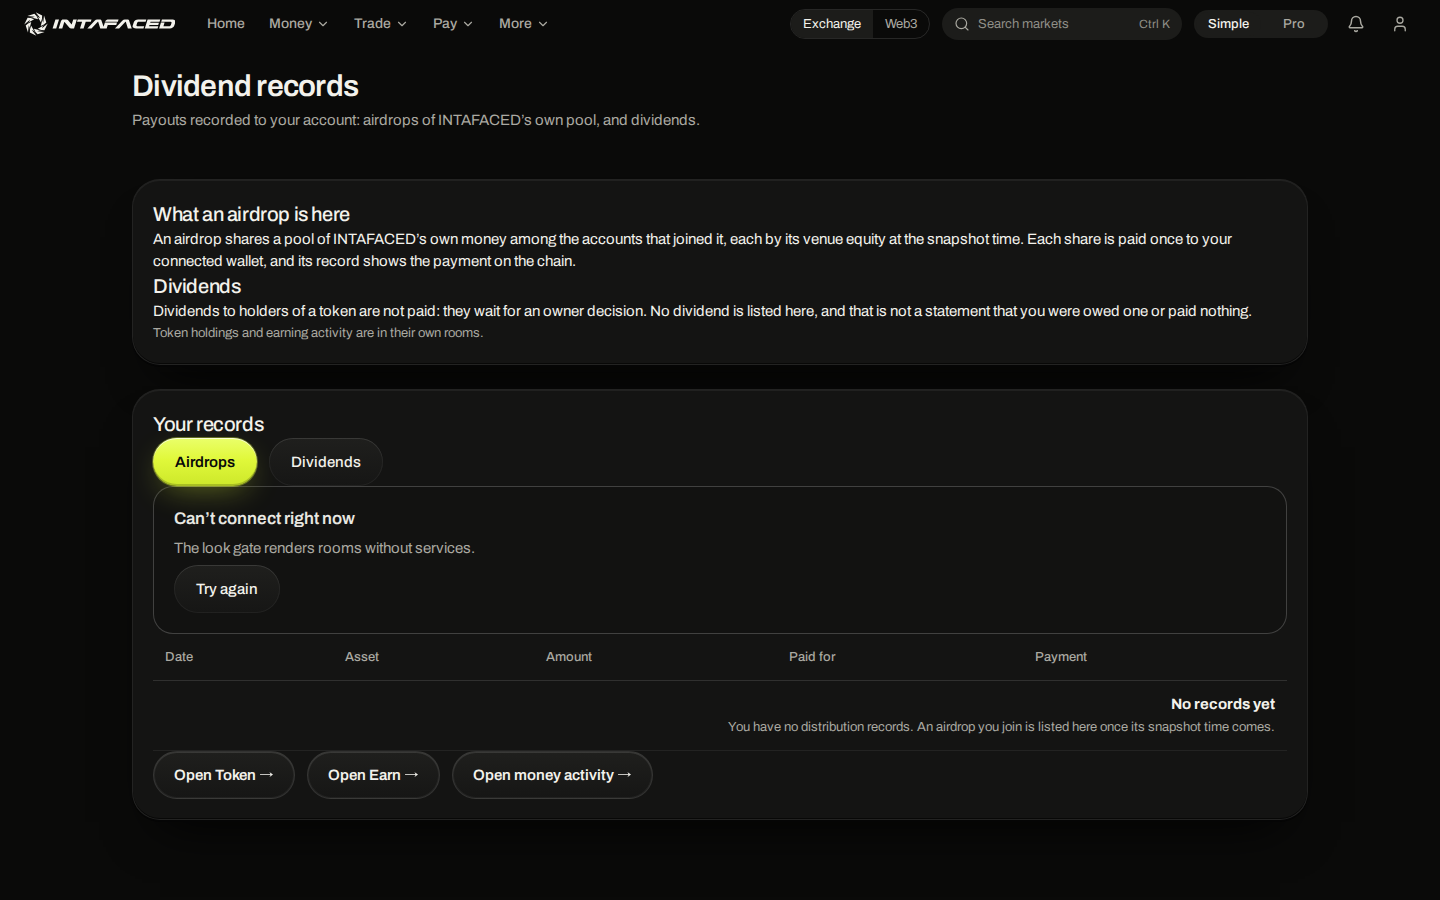 INTAFACED
Home
Money
Trade
Pay
More
Exchange
Web3
Search markets
Ctrl K
Simple
Pro
Dividend records
Payouts recorded to your account: airdrops of INTAFACED’s own pool, and dividends.
What an airdrop is here
An airdrop shares a pool of INTAFACED’s own money among the accounts that joined it, each by its venue equity at the snapshot time. Each share is paid once to your
connected wallet, and its record shows the payment on the chain.
Dividends
Dividends to holders of a token are not paid: they wait for an owner decision. No dividend is listed here, and that is not a statement that you were owed one or paid nothing.
Token holdings and earning activity are in their own rooms.
Your records
Airdrops
Dividends
Can’t connect right now
The look gate renders rooms without services.
Try again
Date
Asset
Amount
Paid for
Payment
No records yet
You have no distribution records. An airdrop you join is listed here once its snapshot time comes.
Open Token →
Open Earn →
Open money activity →